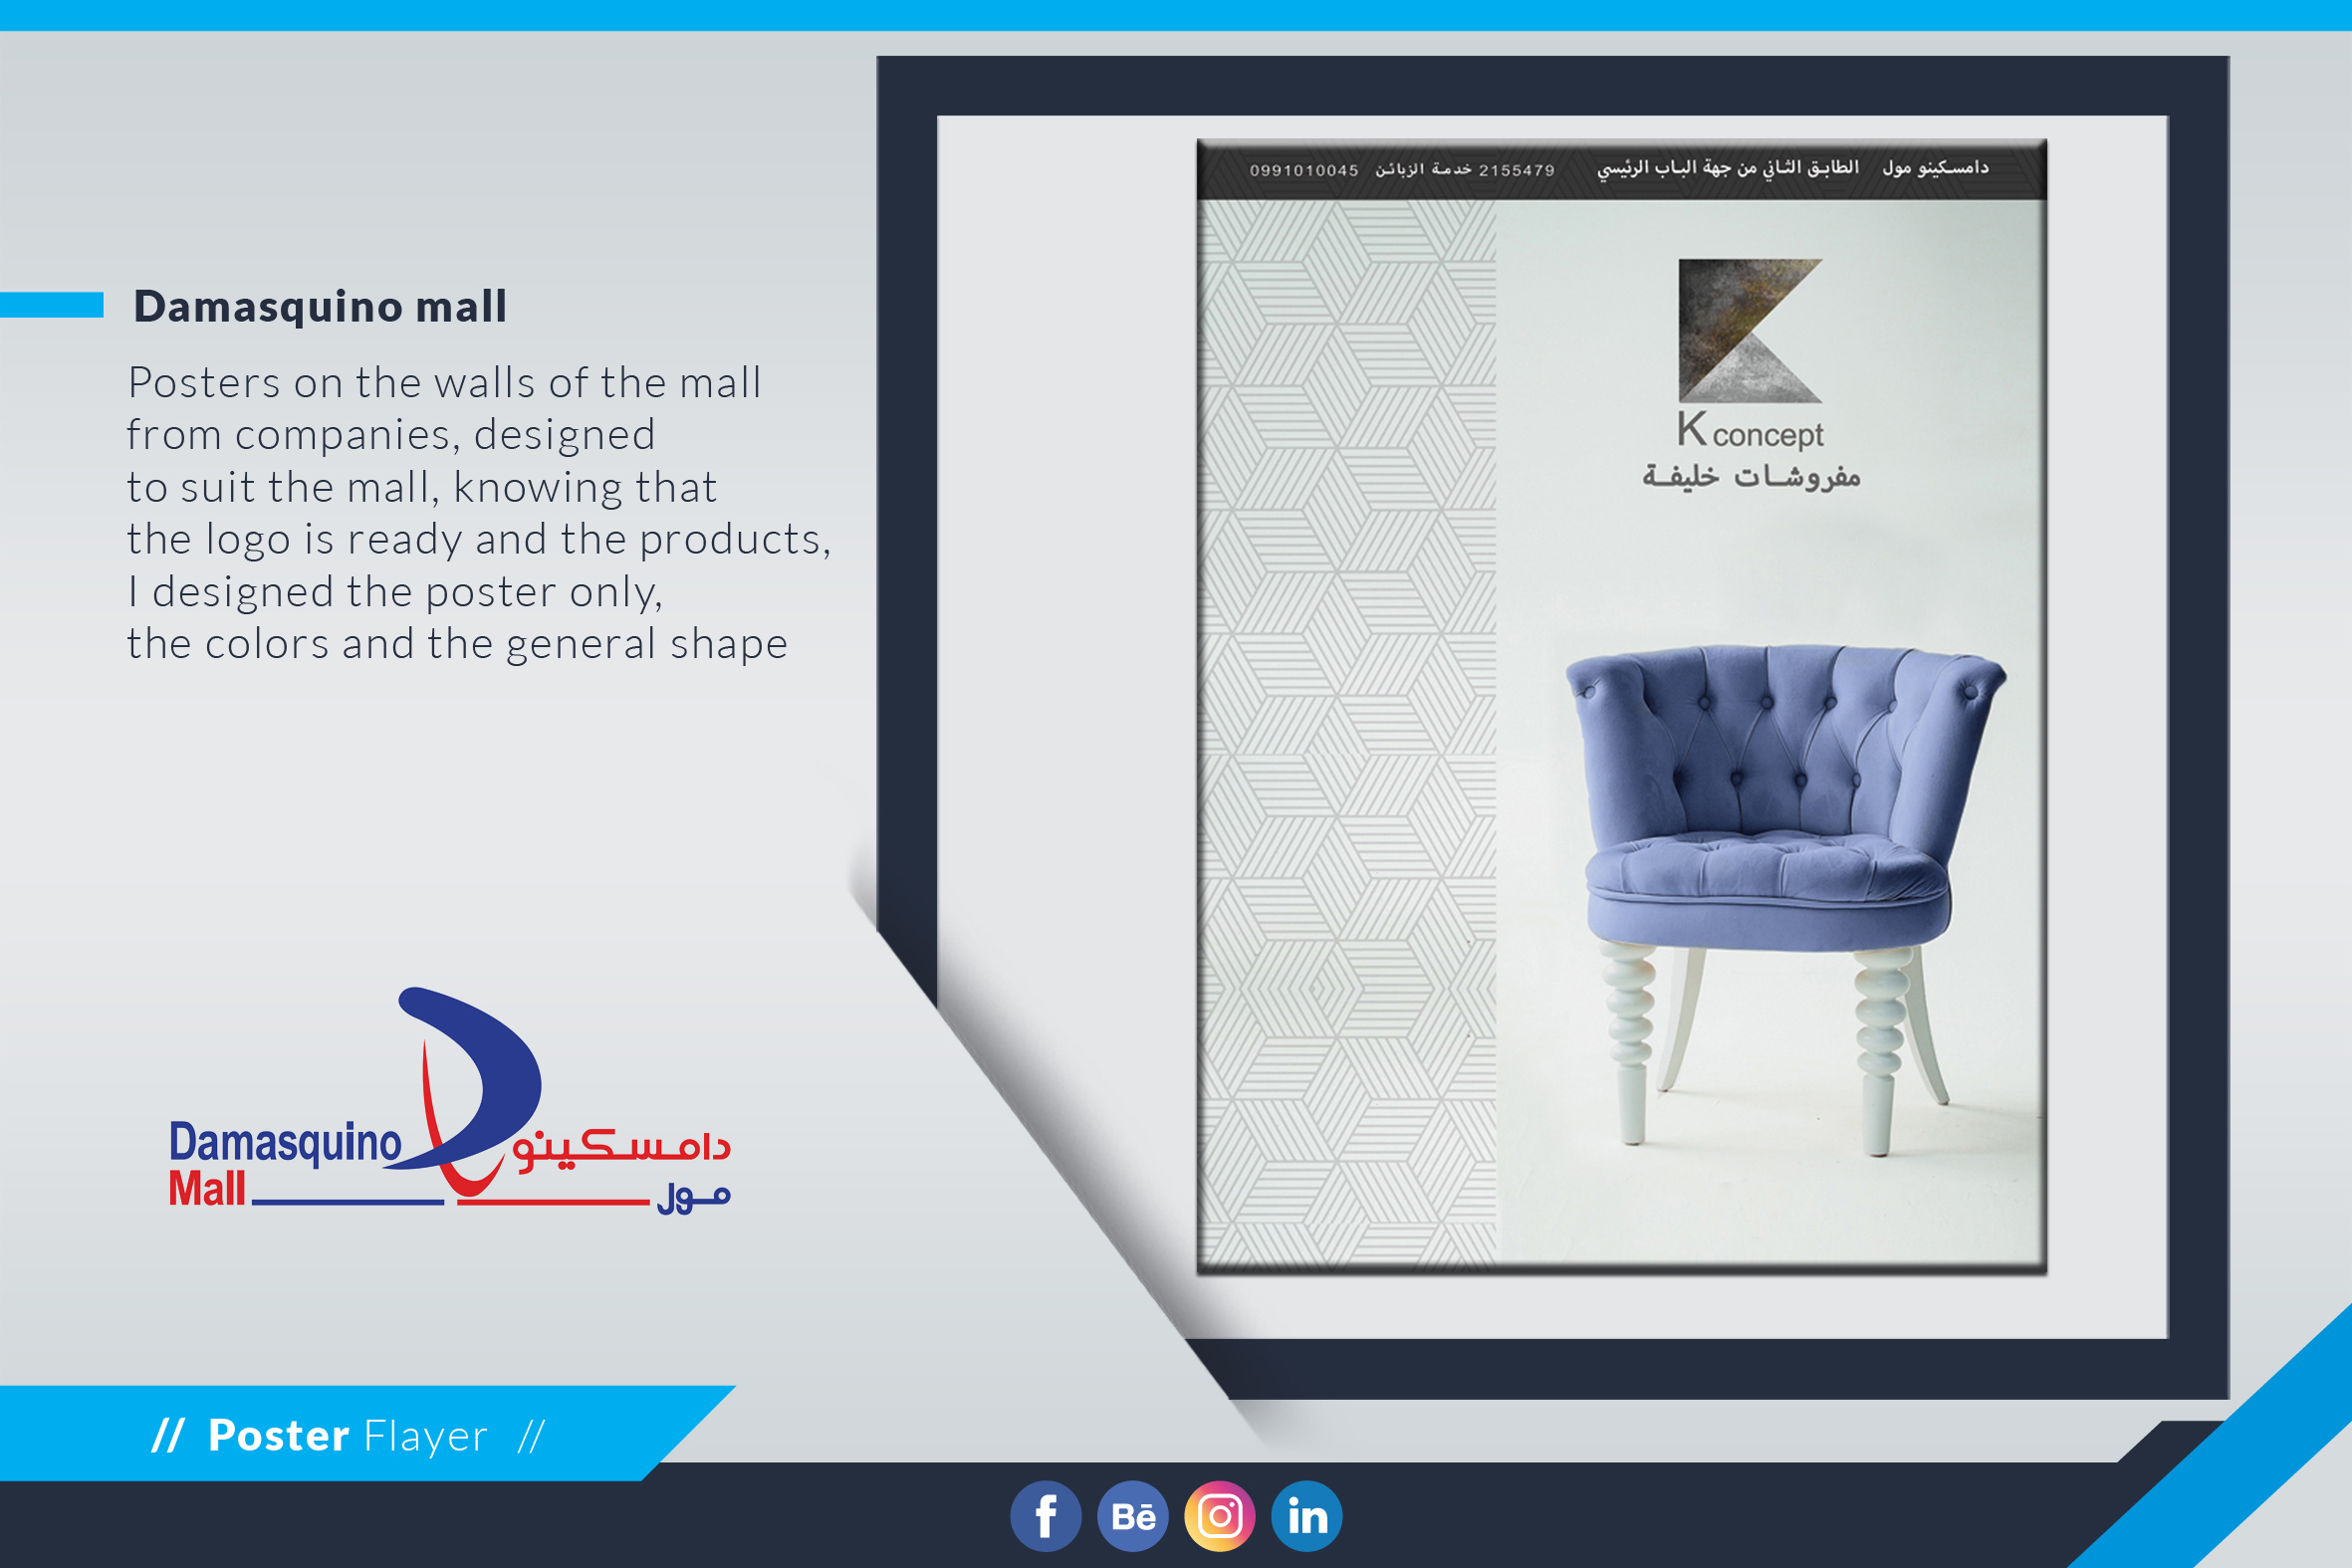 Damasquino mall
Posters on the walls of the mall
from companies, designed
to suit the mall, knowing that
the logo is ready and the products,
I designed the poster only,
the colors and the general shape
دامسكينو مول الطابق الثاني من جهة الباب الرئيسي 2155479 خدمة الزبائن 0991010045
K concept
مفروشات خليفة
Damasquino دامسكينو
Mall مول
// Poster Flayer //
f Bē in